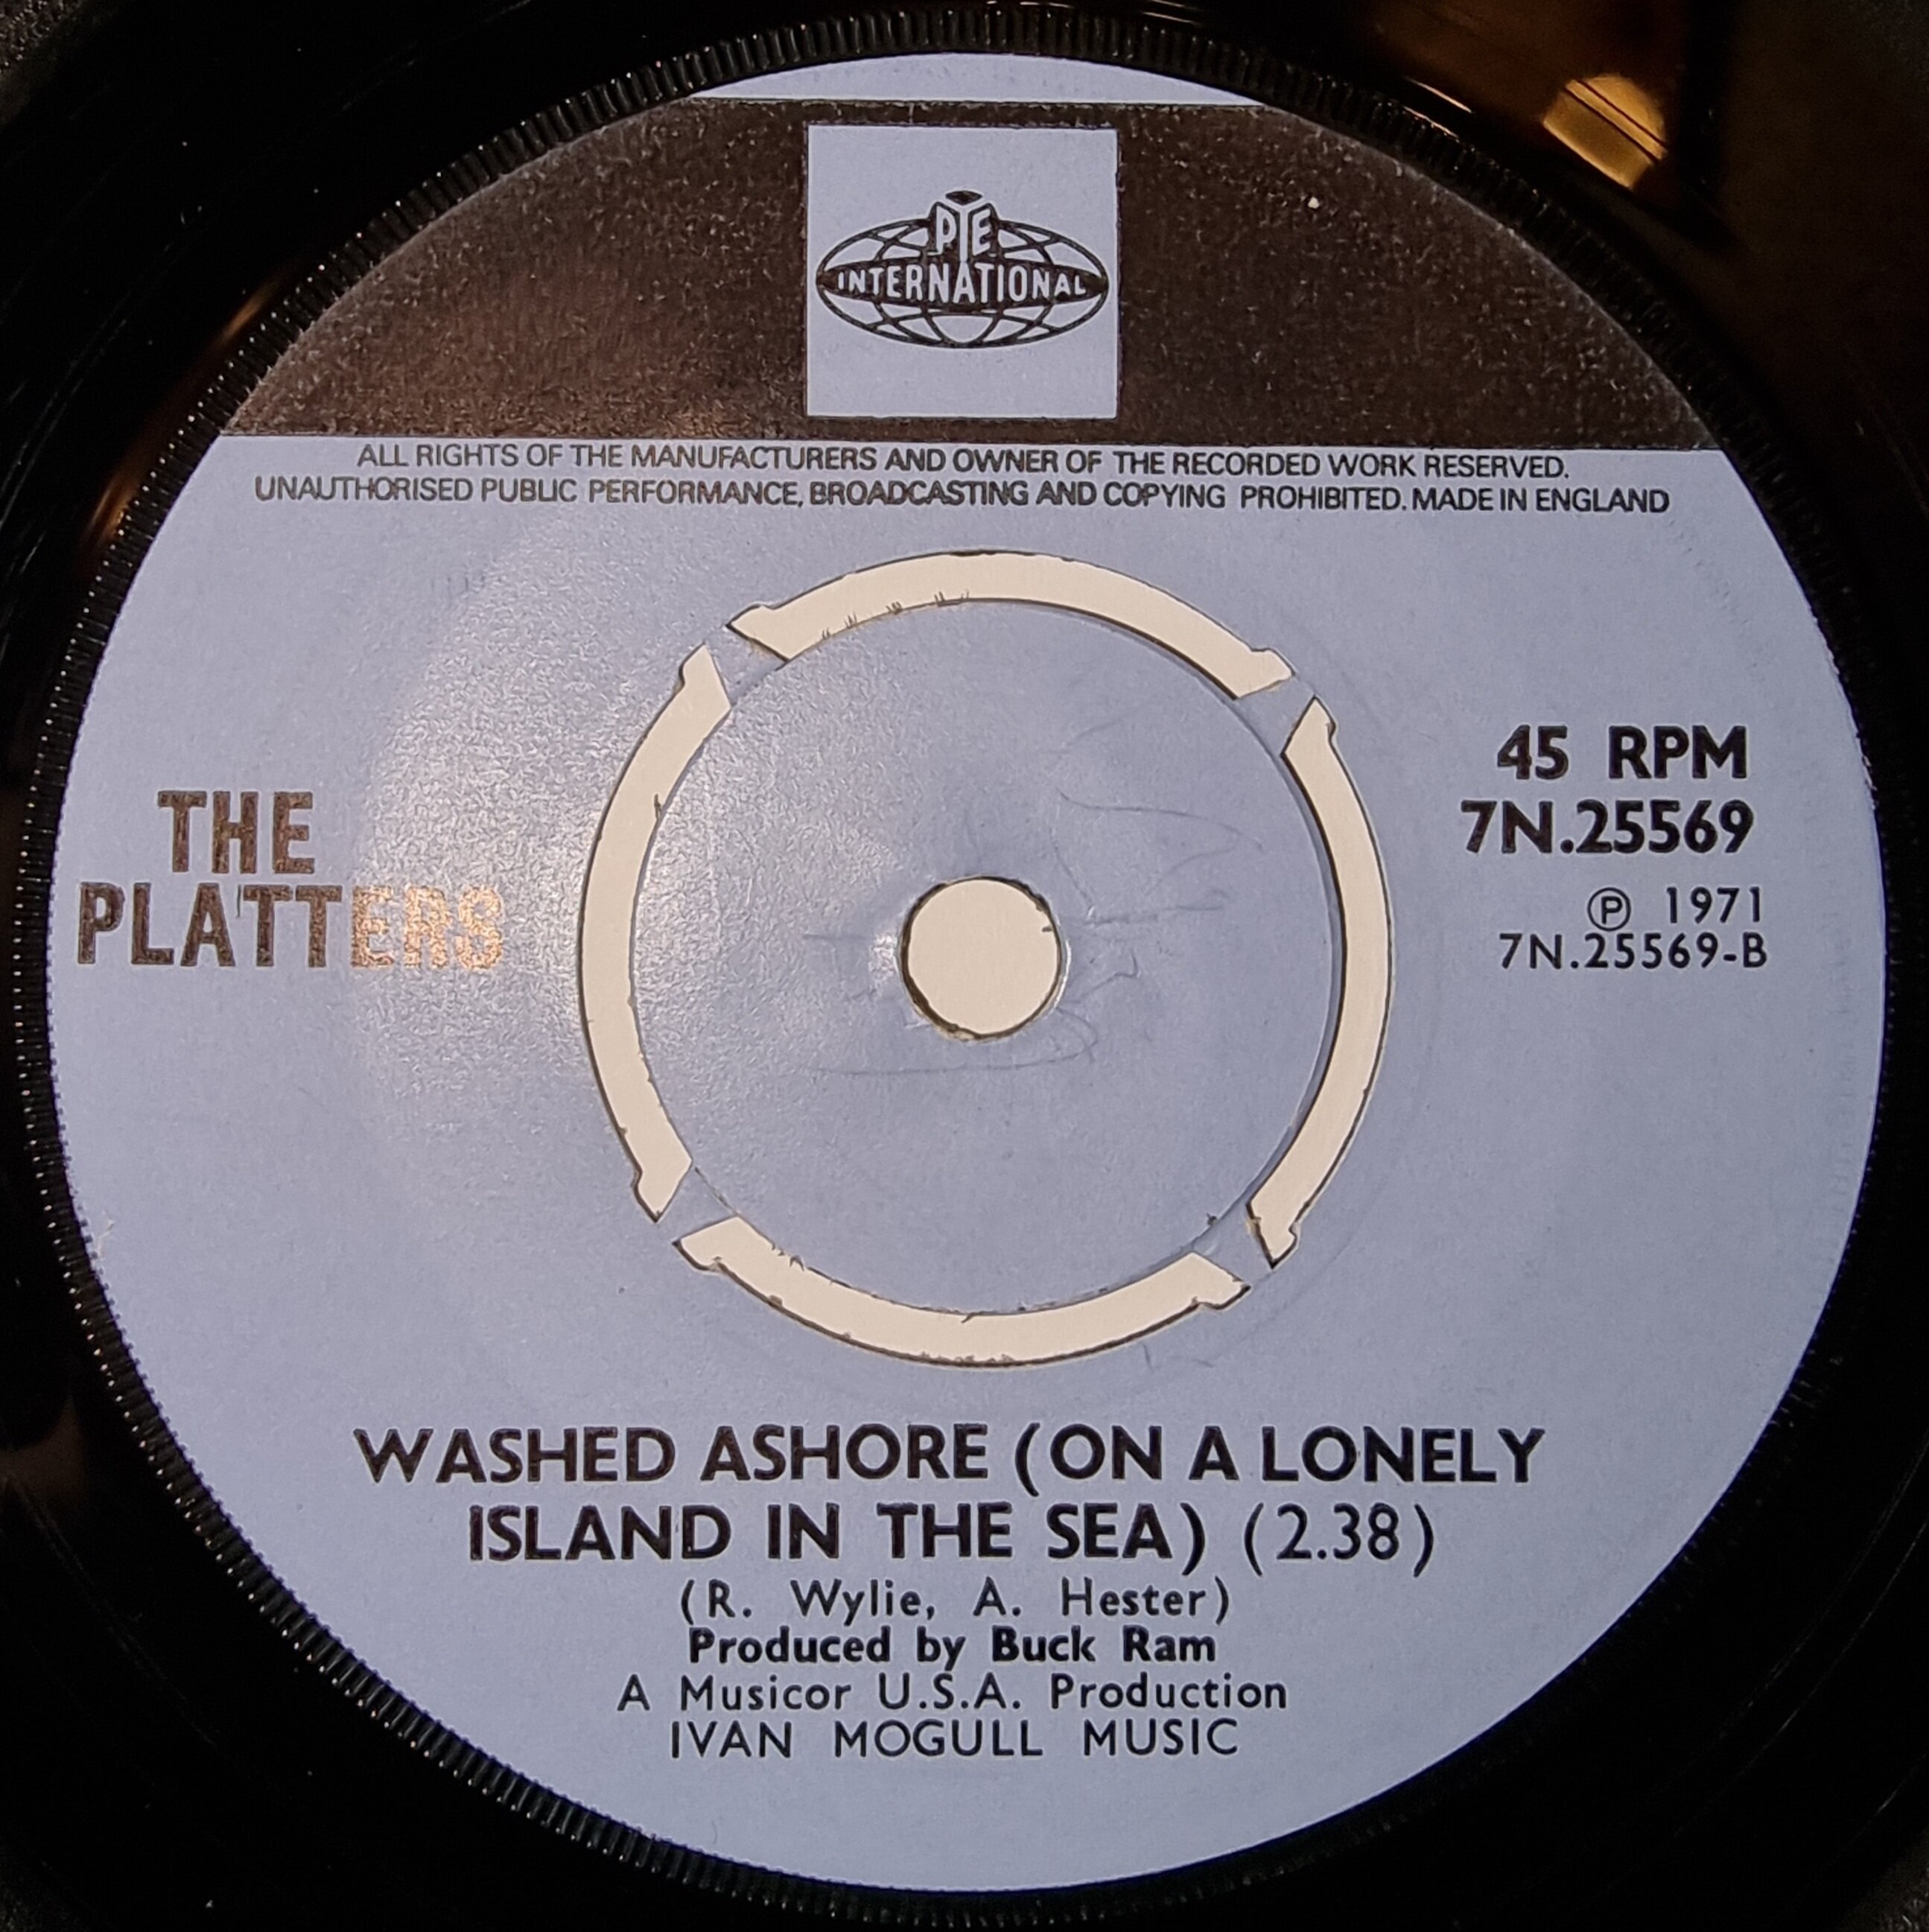 PYE
INTERNATIONAL
ALL RIGHTS OF THE MANUFACTURERS AND OWNER OF THE RECORDED WORK RESERVED.
UNAUTHORISED PUBLIC PERFORMANCE, BROADCASTING AND COPYING PROHIBITED. MADE IN ENGLAND
THE
PLATTERS
45 RPM
7N.25569
℗ 1971
7N.25569-B
WASHED ASHORE (ON A LONELY
ISLAND IN THE SEA) (2.38)
(R. Wylie, A. Hester)
Produced by Buck Ram
A Musicor U.S.A. Production
IVAN MOGULL MUSIC